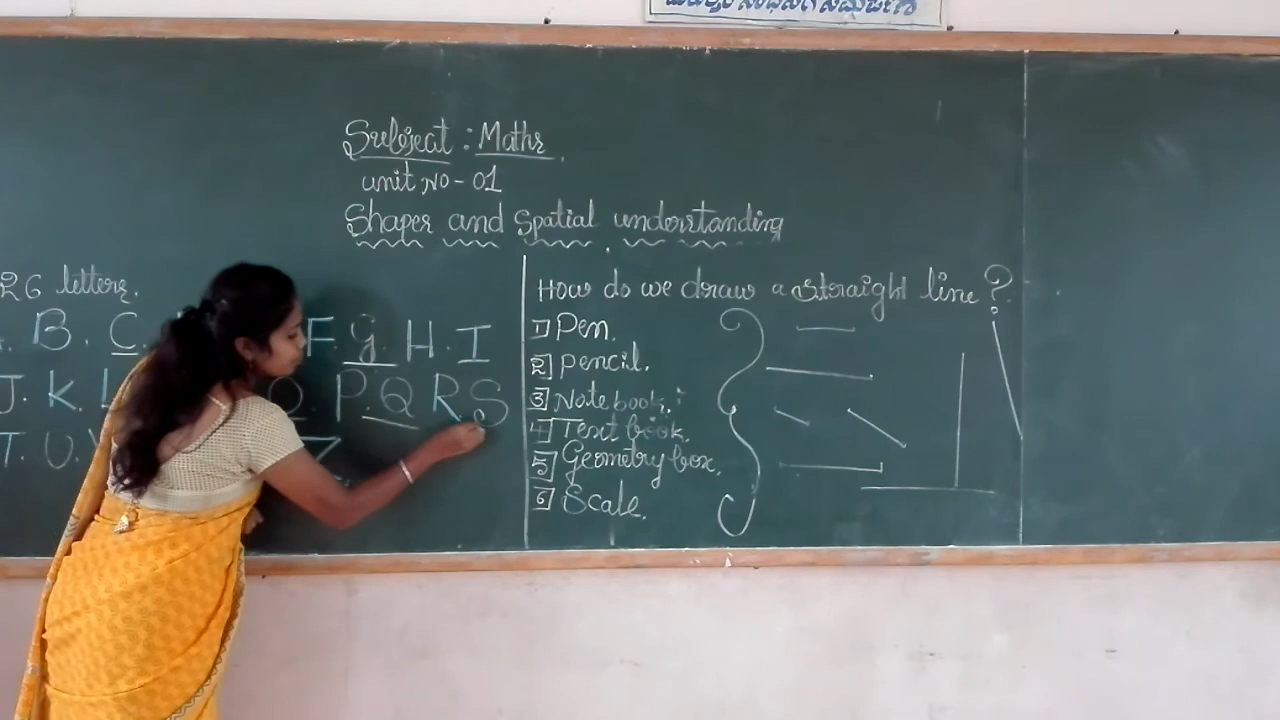 Subject : Maths
unit No - 01
Shapes and Spatial understanding
26 letters.
B. C. F. g. H. I
J. K. L O. P. Q. R. S
T. U. V Z
How do we draw a straight line ?
1) Pen.
2) Pencil.
3) Note book.
4) Text book.
5) Geometry box.
6) Scale.